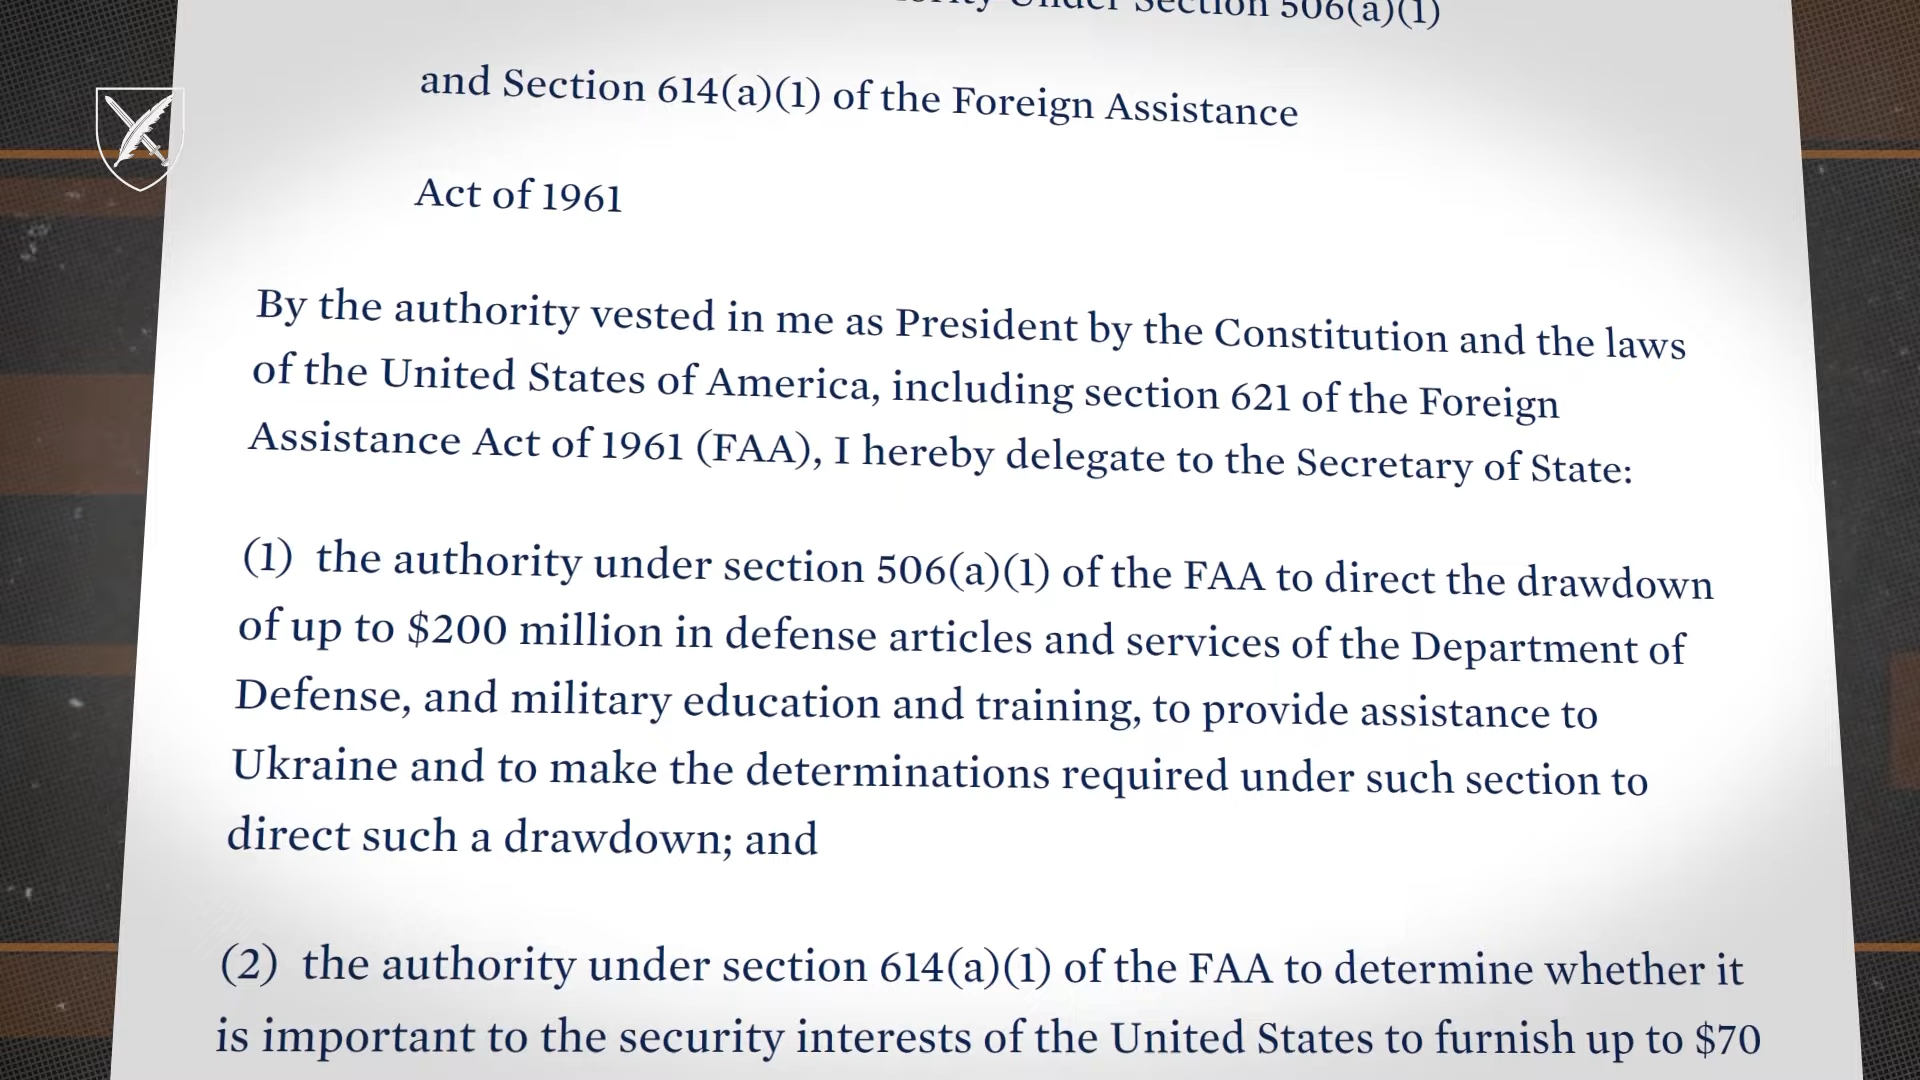 Under Section 506(a)(1)
and Section 614(a)(1) of the Foreign Assistance
Act of 1961
By the authority vested in me as President by the Constitution and the laws
of the United States of America, including section 621 of the Foreign
Assistance Act of 1961 (FAA), I hereby delegate to the Secretary of State:
(1) the authority under section 506(a)(1) of the FAA to direct the drawdown
of up to $200 million in defense articles and services of the Department of
Defense, and military education and training, to provide assistance to
Ukraine and to make the determinations required under such section to
direct such a drawdown; and
(2) the authority under section 614(a)(1) of the FAA to determine whether it
is important to the security interests of the United States to furnish up to $70